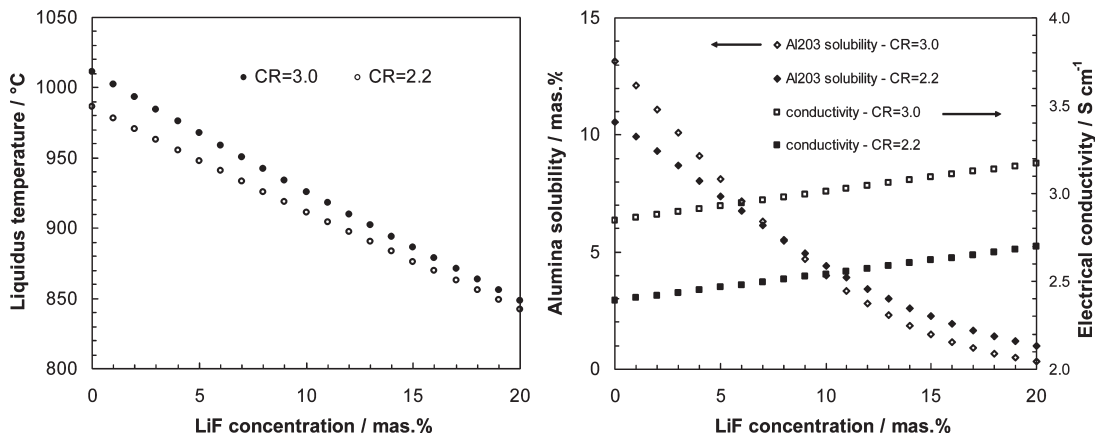 1050
1000
950
900
850
800
Liquidus temperature / °C
CR=3.0
CR=2.2
0
5
10
15
20
LiF concentration / mas.%
15
10
5
0
Alumina solubility / mas.%
Al203 solubility - CR=3.0
Al203 solubility - CR=2.2
conductivity - CR=3.0
conductivity - CR=2.2
4.0
3.5
3.0
2.5
2.0
Electrical conductivity / S cm⁻¹
0
5
10
15
20
LiF concentration / mas.%